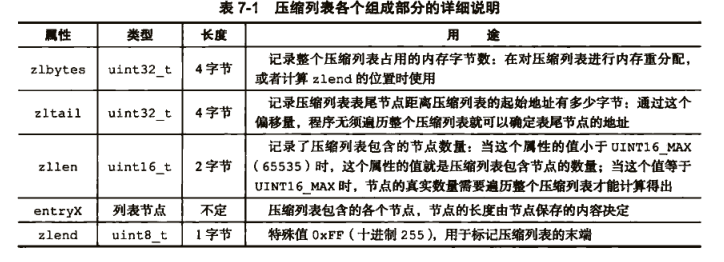 表 7-1 压缩列表各个组成部分的详细说明
属性 类型 长度 用 途
zlbytes uint32_t 4 字节 记录整个压缩列表占用的内存字节数：在对压缩列表进行内存重分配，
或者计算 zlend 的位置时使用
zltail uint32_t 4 字节 记录压缩列表表尾节点距离压缩列表的起始地址有多少字节：通过这个
偏移量，程序无须遍历整个压缩列表就可以确定表尾节点的地址
zllen uint16_t 2 字节 记录了压缩列表包含的节点数量：当这个属性的值小于 UINT16_MAX
（65535）时，这个属性的值就是压缩列表包含节点的数量；当这个值等于
UINT16_MAX 时，节点的真实数量需要遍历整个压缩列表才能计算得出
entryX 列表节点 不定 压缩列表包含的各个节点，节点的长度由节点保存的内容决定
zlend uint8_t 1 字节 特殊值 0xFF（十进制 255），用于标记压缩列表的末端